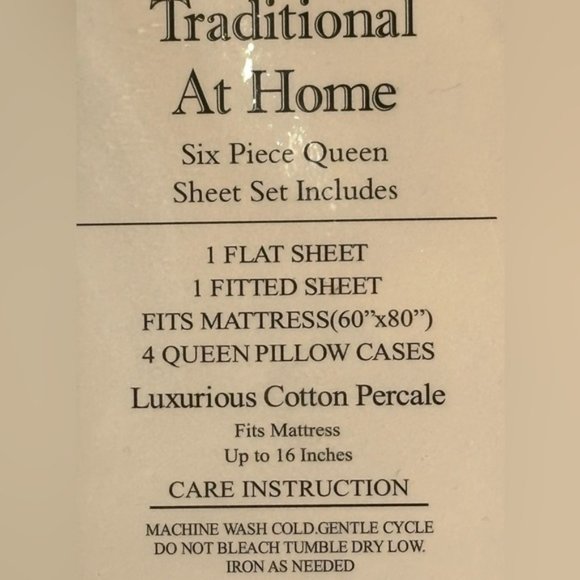 Traditional
At Home
Six Piece Queen
Sheet Set Includes
1 FLAT SHEET
1 FITTED SHEET
FITS MATTRESS(60”x80”)
4 QUEEN PILLOW CASES
Luxurious Cotton Percale
Fits Mattress
Up to 16 Inches
CARE INSTRUCTION
MACHINE WASH COLD.GENTLE CYCLE
DO NOT BLEACH TUMBLE DRY LOW.
IRON AS NEEDED